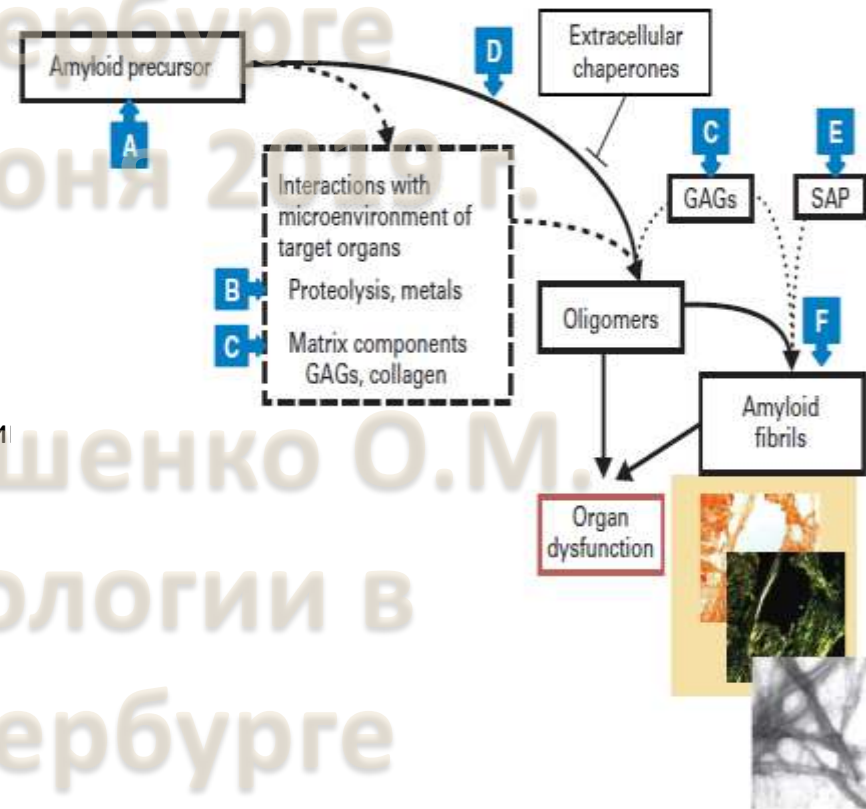 ербурге
Amyloid precursor
D
Extracellular
chaperones
A
C
E
оня 2019 г.
Interactions with
microenvironment of
target organs
GAGs
SAP
B
Proteolysis, metals
Oligomers
F
C
Matrix components
GAGs, collagen
Amyloid
fibrils
шенко О.М.
Organ
dysfunction
ологии в
ербурге